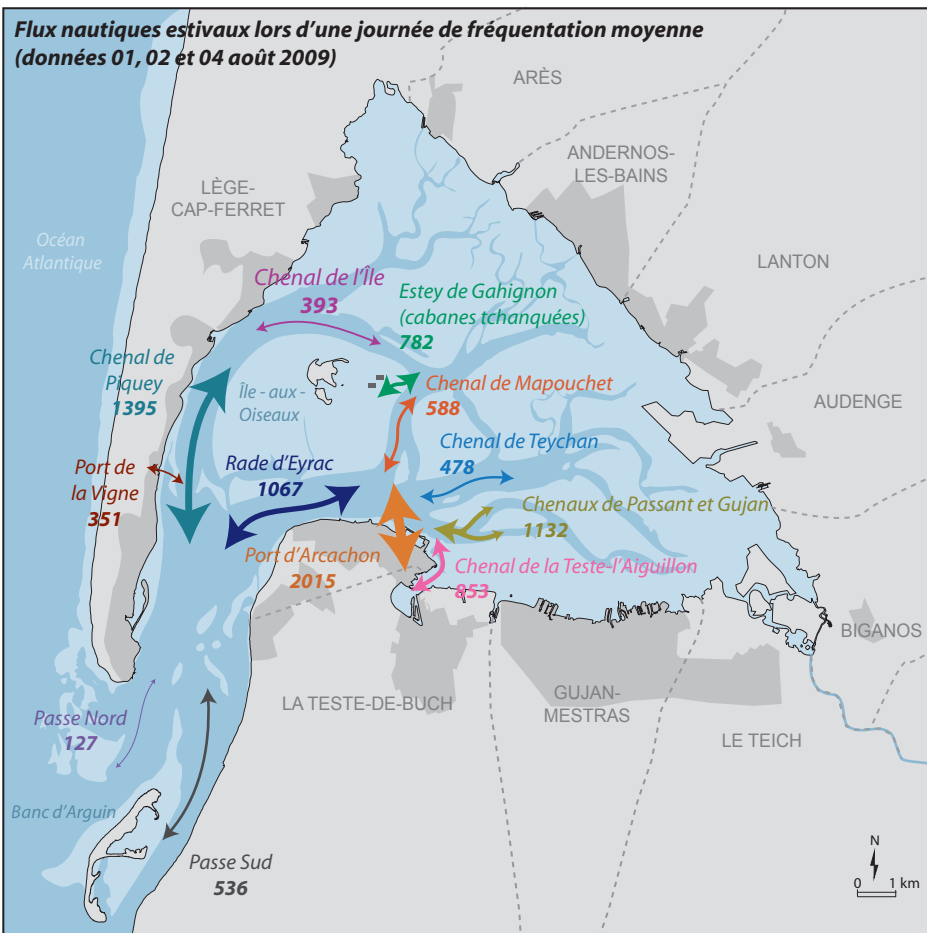 Flux nautiques estivaux lors d'une journée de fréquentation moyenne
(données 01, 02 et 04 août 2009)
ARÈS
ANDERNOS-
LES-BAINS
LÈGE-
CAP-FERRET
Océan
Atlantique
LANTON
Chenal de l'Île
393
Estey de Gahignon
(cabanes tchanquées)
782
Chenal de
Piquey
1395
Île - aux -
Oiseaux
Chenal de Mapouchet
588
AUDENGE
Chenal de Teychan
478
Port de
la Vigne
351
Rade d'Eyrac
1067
Chenaux de Passant et Gujan
1132
Port d'Arcachon
2015
Chenal de la Teste-l'Aiguillon
853
BIGANOS
LA TESTE-DE-BUCH
GUJAN-
MESTRAS
LE TEICH
Passe Nord
127
Banc d'Arguin
Passe Sud
536
N
0 1 km